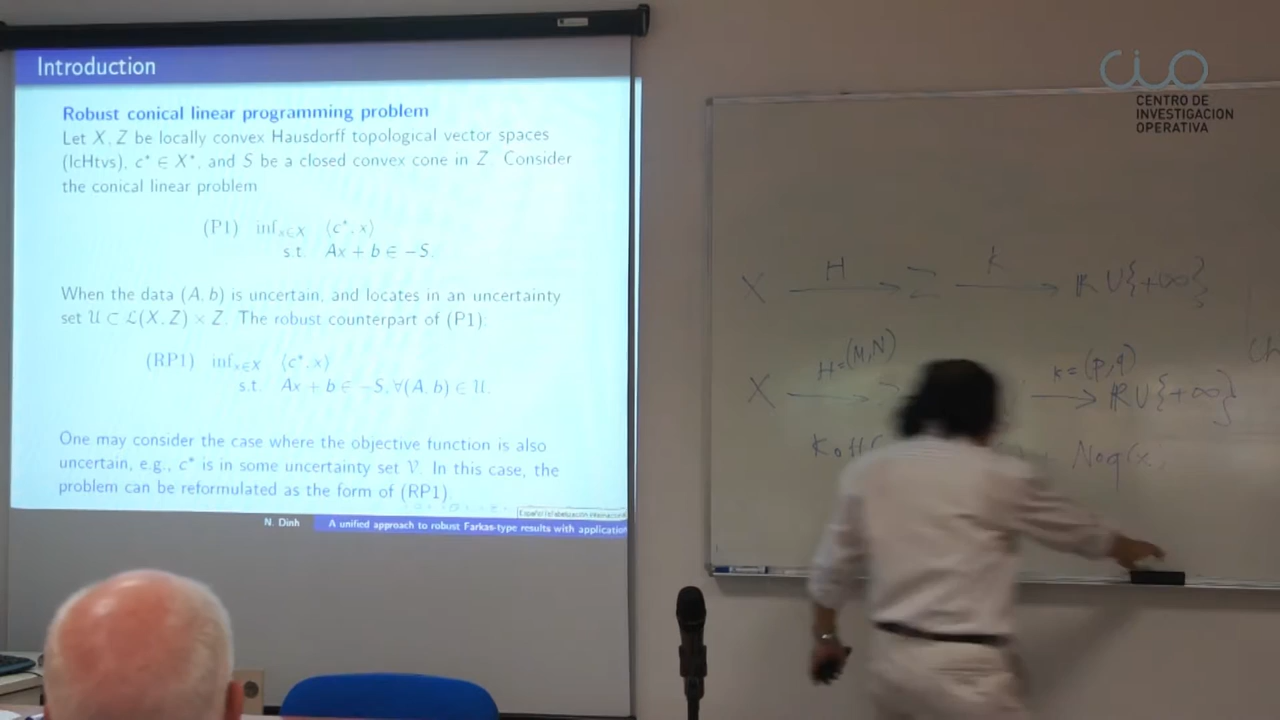 Introduction
Robust conical linear programming problem
Let X, Z be locally convex Hausdorff topological vector spaces
(lcHtvs), c* ∈ X*, and S be a closed convex cone in Z. Consider
the conical linear problem
(P1) inf_{x∈X} ⟨c*, x⟩
s.t. Ax + b ∈ −S.
When the data (A, b) is uncertain, and locates in an uncertainty
set 𝒰 ⊂ ℒ(X, Z) × Z. The robust counterpart of (P1):
(RP1) inf_{x∈X} ⟨c*, x⟩
s.t. Ax + b ∈ −S, ∀(A, b) ∈ 𝒰.
One may consider the case where the objective function is also
uncertain, e.g., c* is in some uncertainty set 𝒱. In this case, the
problem can be reformulated as the form of (RP1).
N. Dinh A unified approach to robust Farkas-type results with application
CIO
CENTRO DE
INVESTIGACION
OPERATIVA
H k
X → Z → ℝ ∪ {+∞}
H=(M,N) k=(p,q)
X → → ℝ ∪ {+∞}
K o H